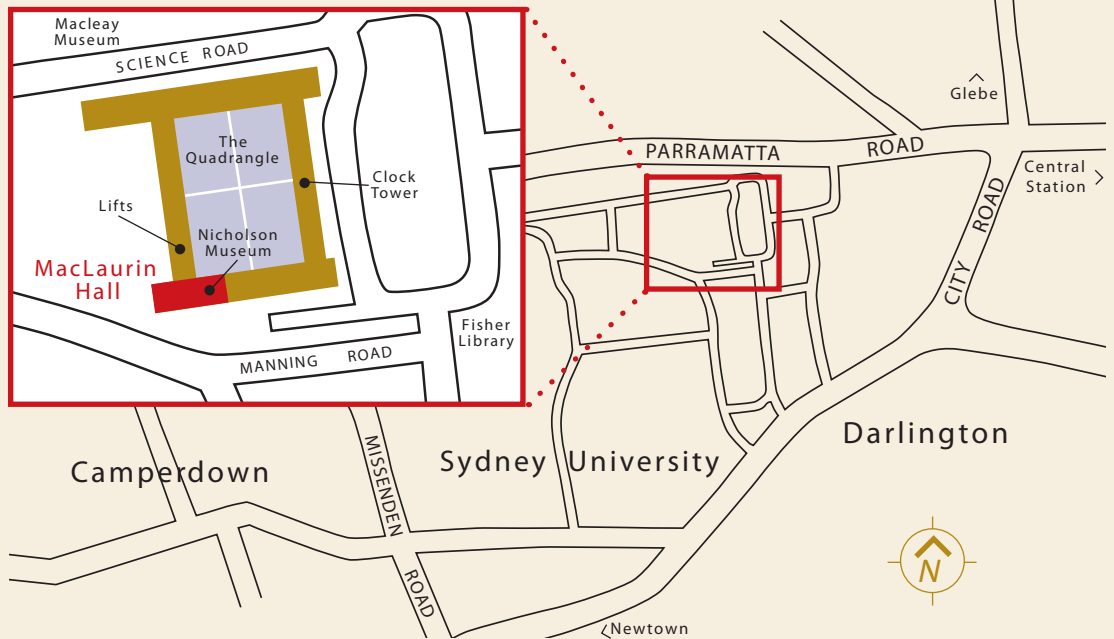 Macleay
Museum
SCIENCE ROAD
The
Quadrangle
Clock
Tower
Lifts
Nicholson
Museum
MacLaurin
Hall
Fisher
Library
MANNING ROAD
PARRAMATTA ROAD
Glebe
Central
Station
CITY ROAD
Camperdown
MISSENDEN ROAD
Sydney University
Darlington
N
Newtown